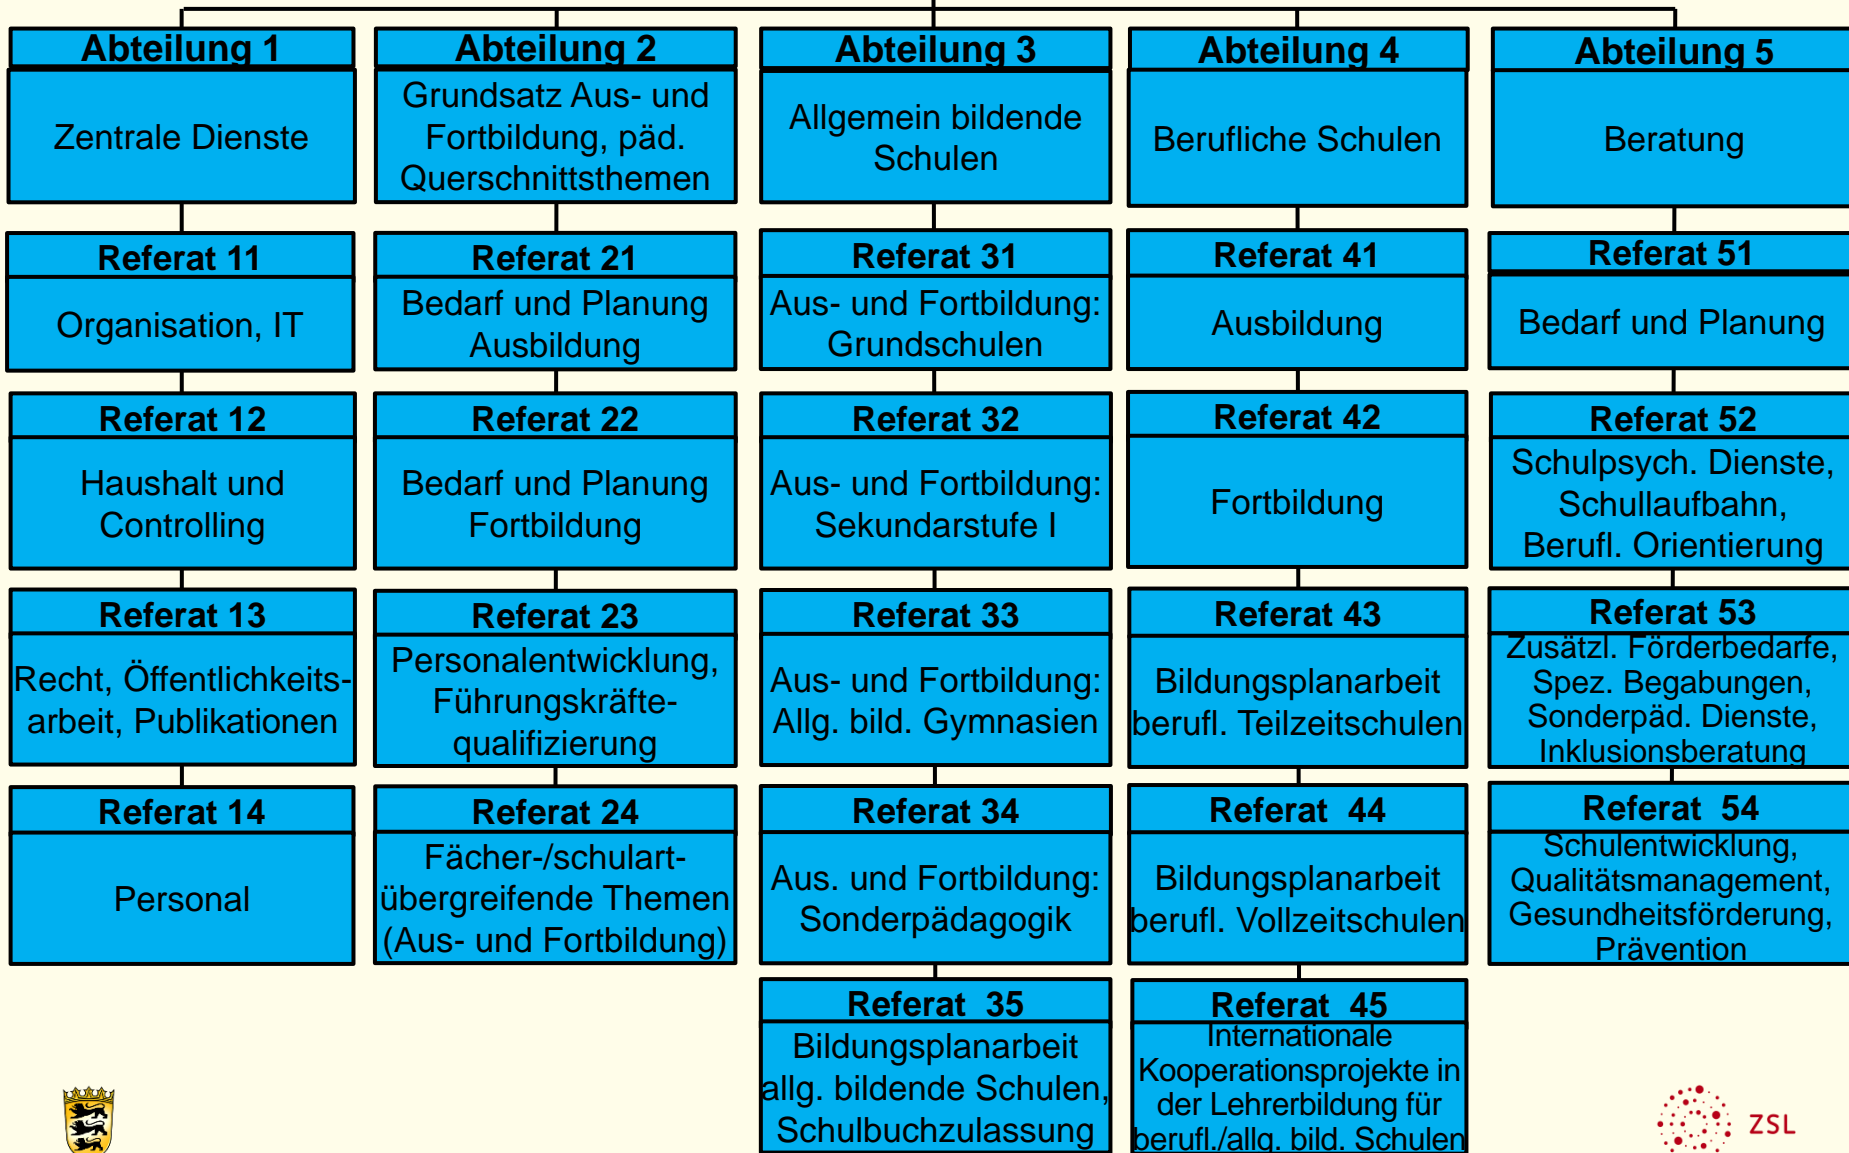 Abteilung 1
Zentrale Dienste
Referat 11
Organisation, IT
Referat 12
Haushalt und
Controlling
Referat 13
Recht, Öffentlichkeits-
arbeit, Publikationen
Referat 14
Personal
Abteilung 2
Grundsatz Aus- und
Fortbildung, päd.
Querschnittsthemen
Referat 21
Bedarf und Planung
Ausbildung
Referat 22
Bedarf und Planung
Fortbildung
Referat 23
Personalentwicklung,
Führungskräfte-
qualifizierung
Referat 24
Fächer-/schulart-
übergreifende Themen
(Aus- und Fortbildung)
Abteilung 3
Allgemein bildende
Schulen
Referat 31
Aus- und Fortbildung:
Grundschulen
Referat 32
Aus- und Fortbildung:
Sekundarstufe I
Referat 33
Aus- und Fortbildung:
Allg. bild. Gymnasien
Referat 34
Aus. und Fortbildung:
Sonderpädagogik
Referat 35
Bildungsplanarbeit
allg. bildende Schulen,
Schulbuchzulassung
Abteilung 4
Berufliche Schulen
Referat 41
Ausbildung
Referat 42
Fortbildung
Referat 43
Bildungsplanarbeit
berufl. Teilzeitschulen
Referat 44
Bildungsplanarbeit
berufl. Vollzeitschulen
Referat 45
Internationale
Kooperationsprojekte in
der Lehrerbildung für
berufl./allg. bild. Schulen
Abteilung 5
Beratung
Referat 51
Bedarf und Planung
Referat 52
Schulpsych. Dienste,
Schullaufbahn,
Berufl. Orientierung
Referat 53
Zusätzl. Förderbedarfe,
Spez. Begabungen,
Sonderpäd. Dienste,
Inklusionsberatung
Referat 54
Schulentwicklung,
Qualitätsmanagement,
Gesundheitsförderung,
Prävention
ZSL